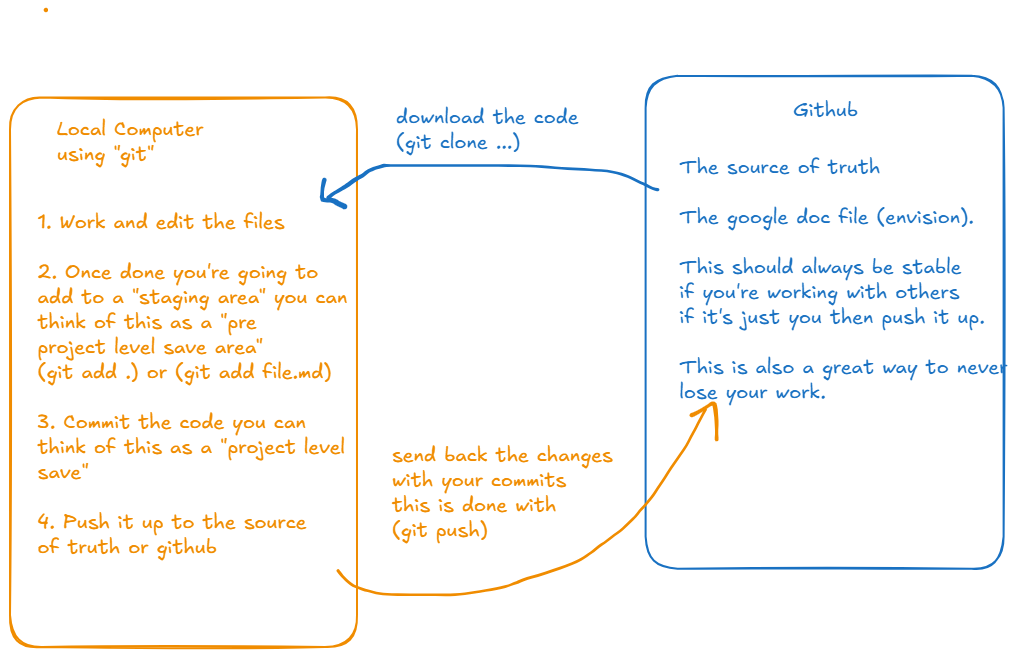 Local Computer
using "git"
1. Work and edit the files
2. Once done you're going to
add to a "staging area" you can
think of this as a "pre
project level save area"
(git add .) or (git add file.md)
3. Commit the code you can
think of this as a "project level
save"
4. Push it up to the source
of truth or github
download the code
(git clone ...)
send back the changes
with your commits
this is done with
(git push)
Github
The source of truth
The google doc file (envision).
This should always be stable
if you're working with others
if it's just you then push it up.
This is also a great way to never
lose your work.